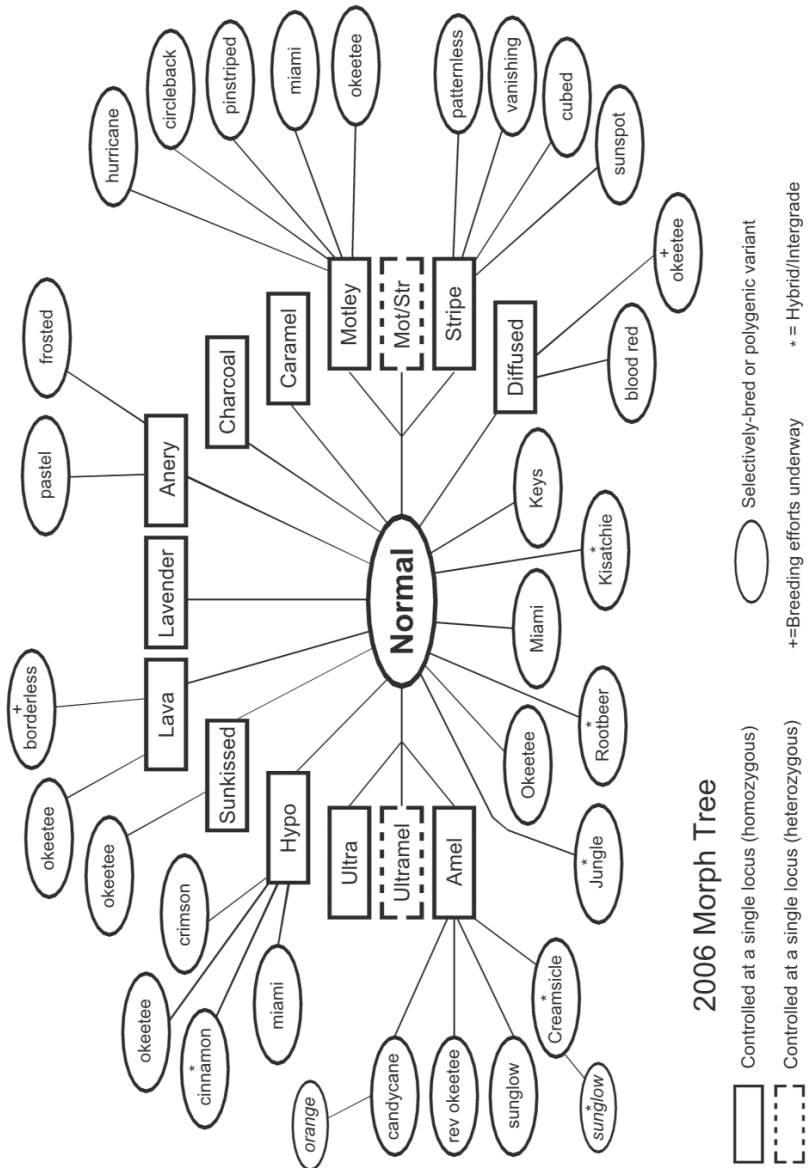 hurricane
circleback
pinstriped
miami
okeetee
patternless
vanishing
cubed
sunspot
+
okeetee
blood red
frosted
pastel
Anery
Charcoal
Caramel
Motley
Mot/Str
Stripe
Diffused
Lavender
Lava
+
borderless
okeetee
Sunkissed
okeetee
Hypo
crimson
okeetee
*
cinnamon
miami
Normal
Keys
*
Kisatchie
Miami
*
Rootbeer
Okeetee
*
Jungle
Ultra
Ultramel
Amel
orange
candycane
rev okeetee
sunglow
*
Creamsicle
*
sunglow
2006 Morph Tree
Controlled at a single locus (homozygous)
Controlled at a single locus (heterozygous)
Selectively-bred or polygenic variant
+=Breeding efforts underway
* = Hybrid/Intergrade